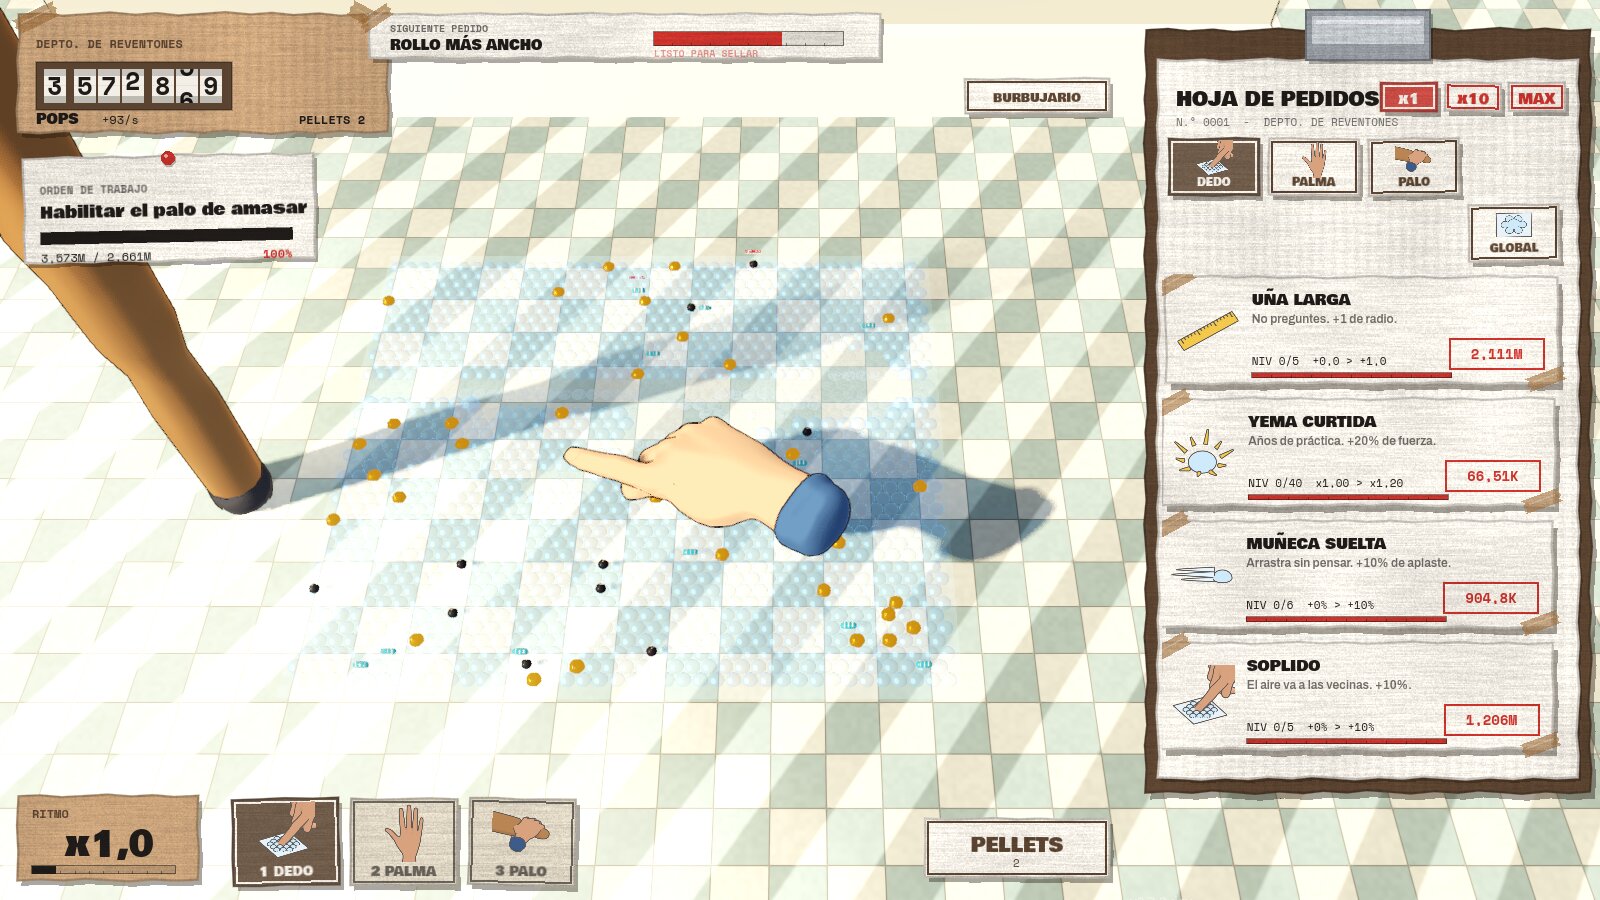 DEPTO. DE REVENTONES
3 572 8 9
POPS +93/s PELLETS 2
SIGUIENTE PEDIDO
ROLLO MÁS ANCHO
LISTO PARA SELLAR
ORDEN DE TRABAJO
Habilitar el palo de amasar
3,573M / 2,661M 100%
BURBUJARIO
HOJA DE PEDIDOS x1 x10 MAX
N.° 0001 - DEPTO. DE REVENTONES
DEDO PALMA PALO
GLOBAL
UÑA LARGA
No preguntes. +1 de radio.
NIV 0/5 +0,0 > +1,0 2,111M
YEMA CURTIDA
Años de práctica. +20% de fuerza.
NIV 0/40 x1,00 > x1,20 66,51K
MUÑECA SUELTA
Arrastra sin pensar. +10% de aplaste.
NIV 0/6 +0% > +10% 904,8K
SOPLIDO
El aire va a las vecinas. +10%.
NIV 0/5 +0% > +10% 1,206M
RITMO
x1,0
1 DEDO 2 PALMA 3 PALO
PELLETS
2